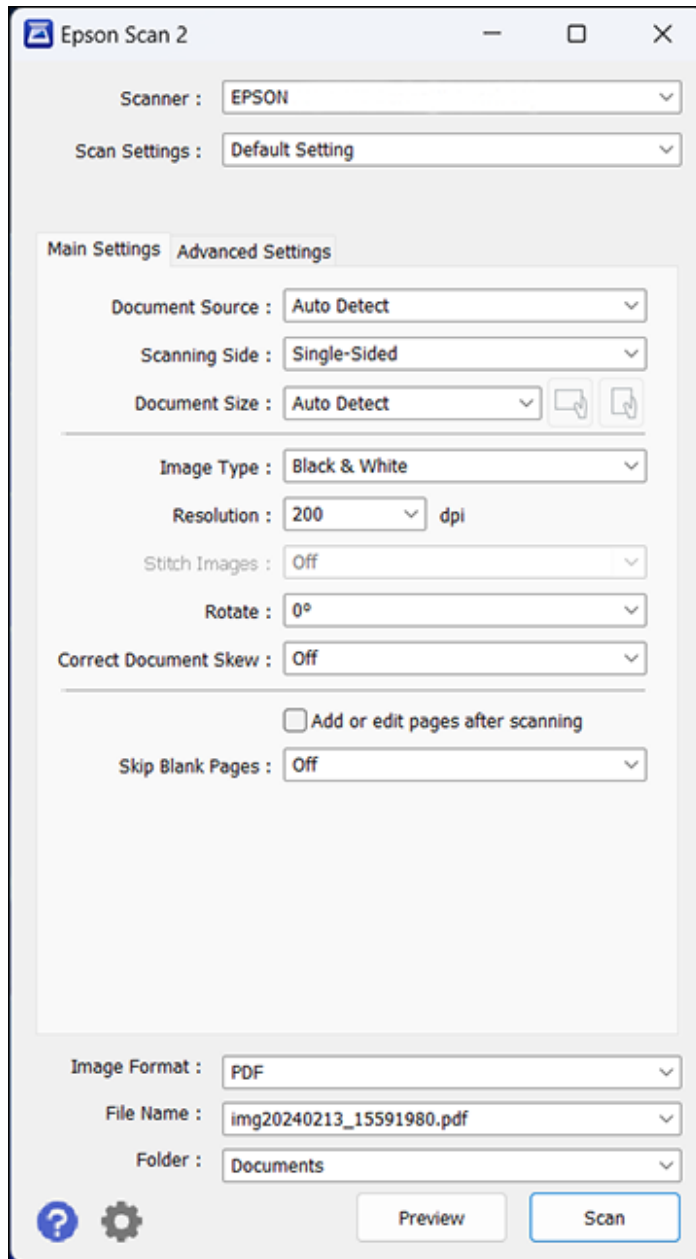 Epson Scan 2
Scanner : EPSON
Scan Settings : Default Setting
Main Settings Advanced Settings
Document Source : Auto Detect
Scanning Side : Single-Sided
Document Size : Auto Detect
Image Type : Black & White
Resolution : 200 dpi
Stitch Images : Off
Rotate : 0º
Correct Document Skew : Off
Add or edit pages after scanning
Skip Blank Pages : Off
Image Format : PDF
File Name : img20240213_15591980.pdf
Folder : Documents
? Preview Scan